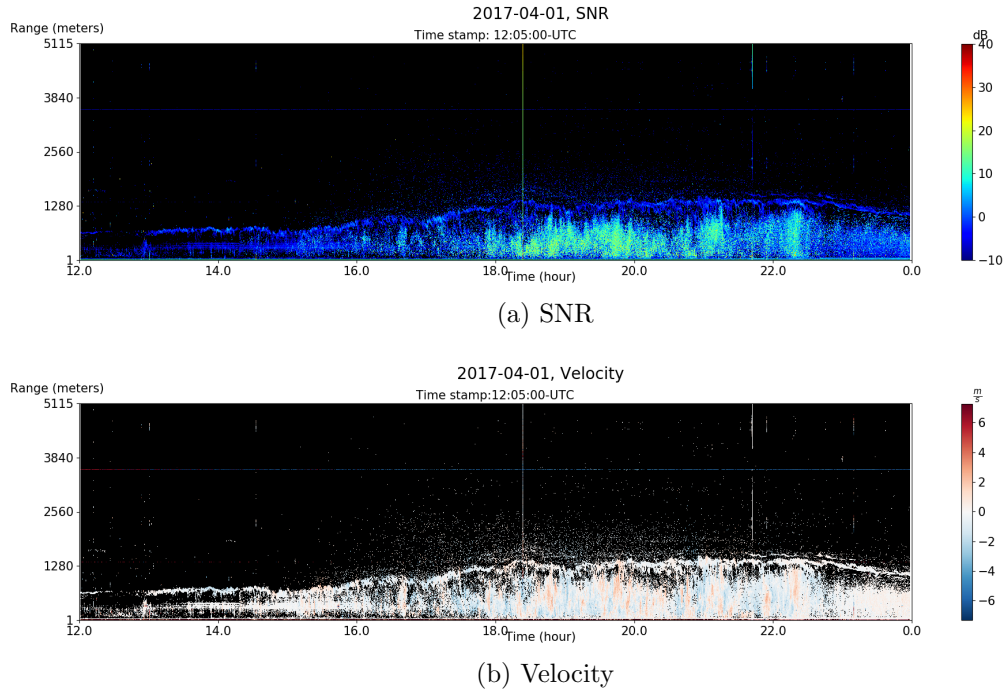 2017-04-01, SNR
Range (meters)
Time stamp: 12:05:00-UTC
dB
5115
3840
2560
1280
1
12.0
14.0
16.0
18.0
20.0
22.0
0.0
Time (hour)
40
30
20
10
0
−10
(a) SNR
2017-04-01, Velocity
Range (meters)
Time stamp:12:05:00-UTC
m
s
5115
3840
2560
1280
1
12.0
14.0
16.0
18.0
20.0
22.0
0.0
Time (hour)
6
4
2
0
−2
−4
−6
(b) Velocity